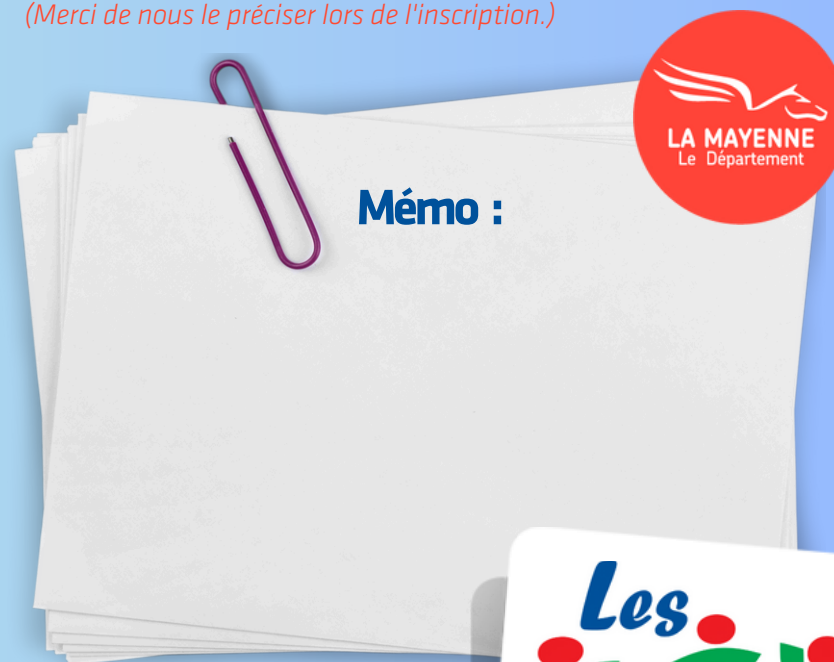 (Merci de nous le préciser lors de l'inscription.)
LA MAYENNE
Le Département
Mémo :
Les